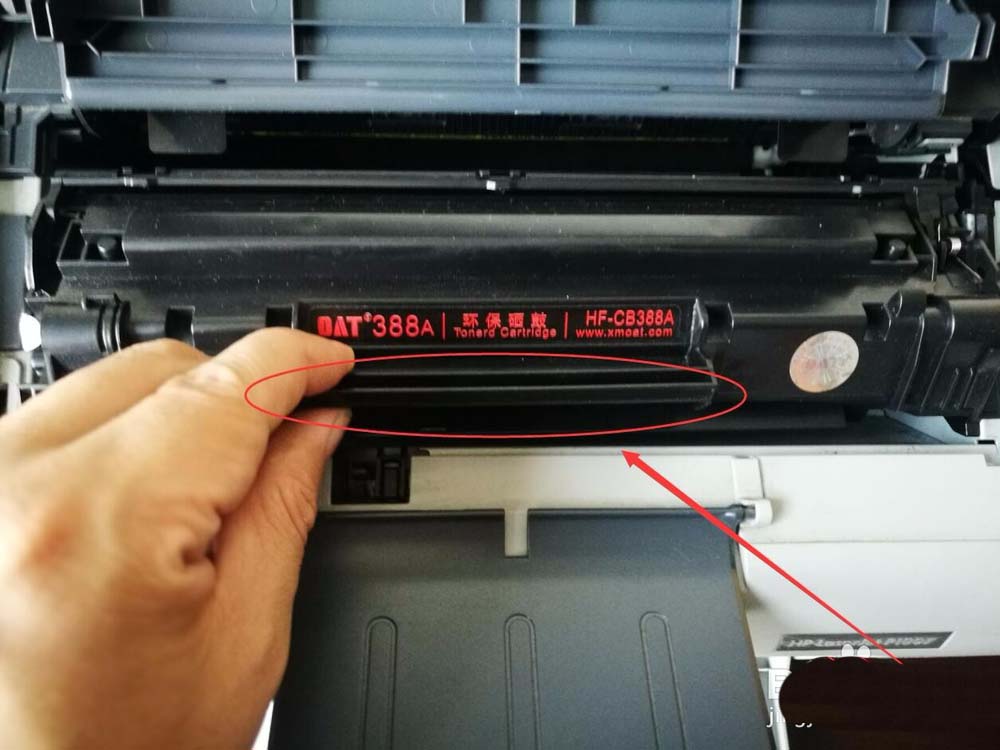 OAT® 388A | 环保硒鼓 | HF-CB388A
Tonerd Cartridge www.xmoat.com